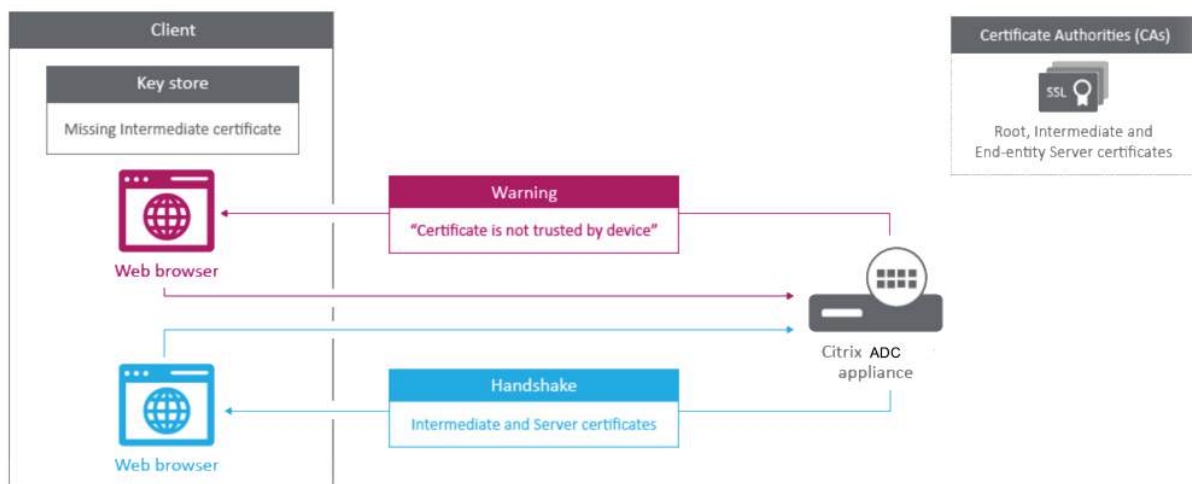 Client
Key store
Missing Intermediate certificate
Web browser
Web browser
Warning
“Certificate is not trusted by device”
Handshake
Intermediate and Server certificates
Citrix ADC
appliance
Certificate Authorities (CAs)
SSL
Root, Intermediate and
End-entity Server certificates